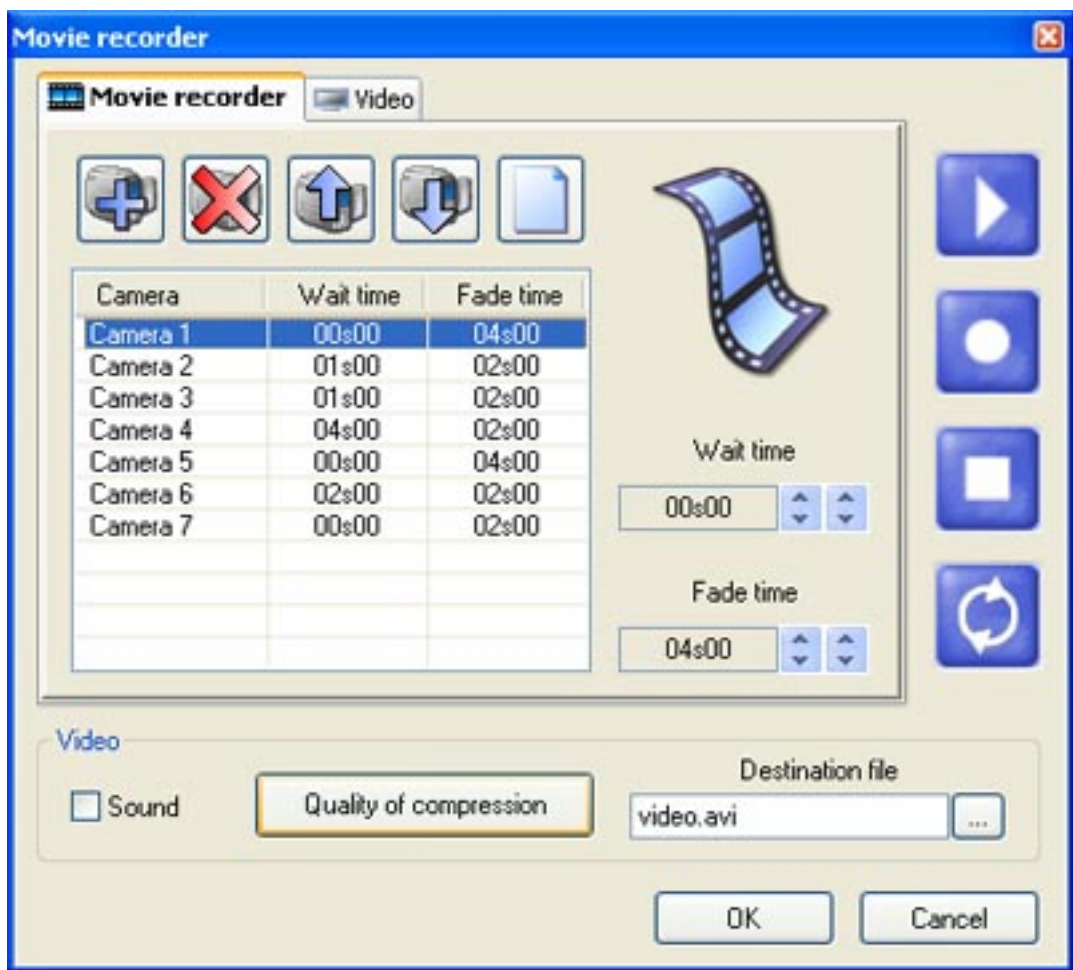 Movie recorder
Movie recorder Video
Camera Wait time Fade time
Camera 1 00s00 04s00
Camera 2 01s00 02s00
Camera 3 01s00 02s00
Camera 4 04s00 02s00
Camera 5 00s00 04s00
Camera 6 02s00 02s00
Camera 7 00s00 02s00
Wait time
00s00
Fade time
04s00
Video
Sound
Quality of compression
Destination file
video.avi ...
OK Cancel